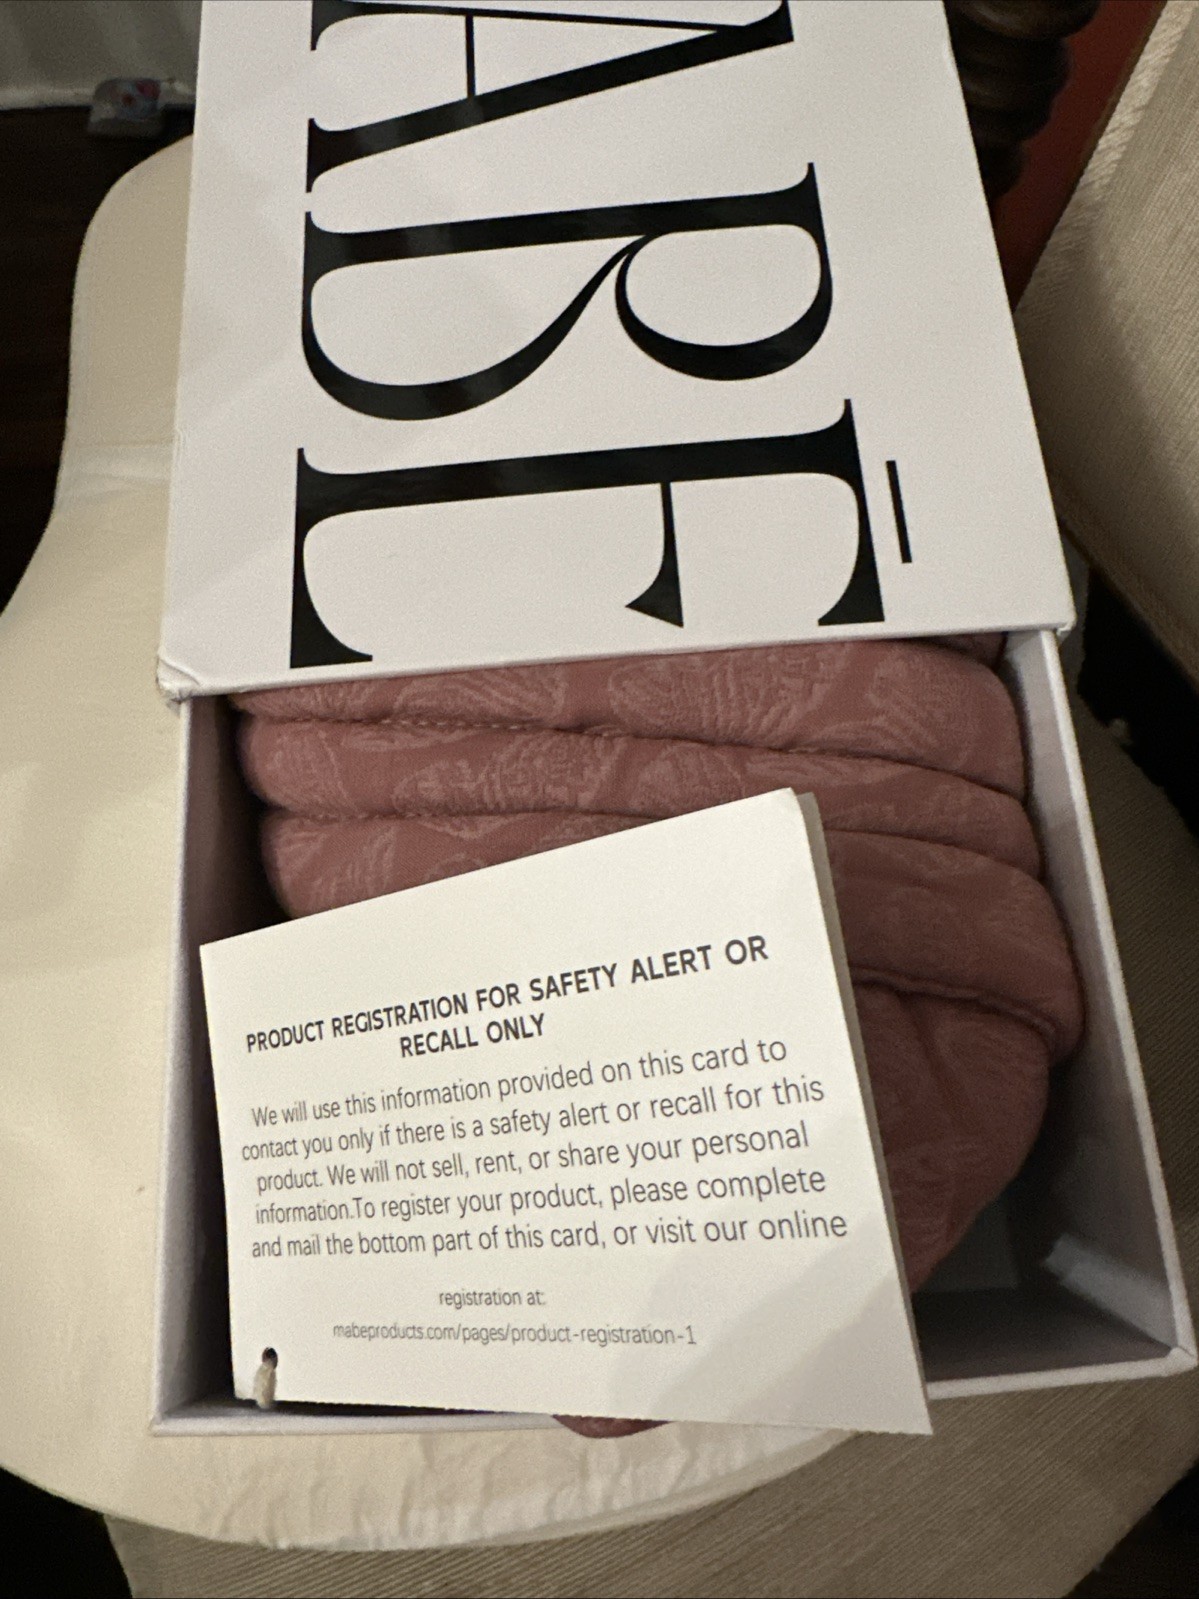 ABĒ
PRODUCT REGISTRATION FOR SAFETY ALERT OR
RECALL ONLY
We will use this information provided on this card to
contact you only if there is a safety alert or recall for this
product. We will not sell, rent, or share your personal
information.To register your product, please complete
and mail the bottom part of this card, or visit our online
registration at:
mabeproducts.com/pages/product-registration-1